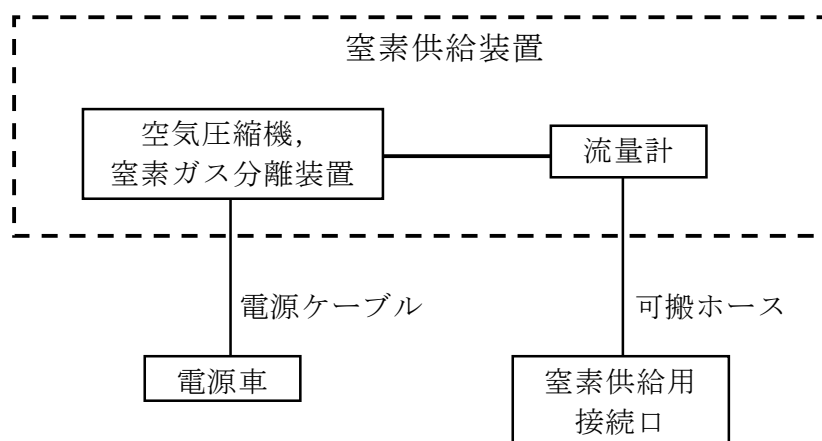 窒素供給装置
空気圧縮機,
窒素ガス分離装置
流量計
電源ケーブル
可搬ホース
電源車
窒素供給用
接続口